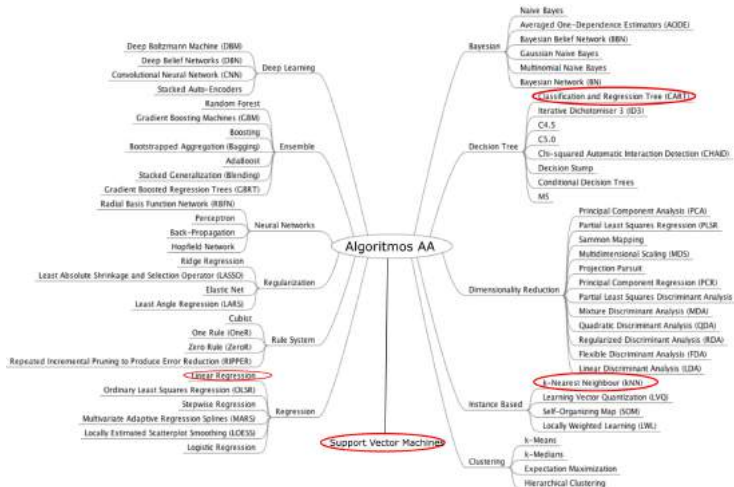 Deep Boltzmann Machine (DBM)
Deep Belief Networks (DBN)
Convolutional Neural Network (CNN)
Stacked Auto-Encoders
Deep Learning
Random Forest
Gradient Boosting Machines (GBM)
Boosting
Bootstrapped Aggregation (Bagging)
AdaBoost
Stacked Generalization (Blending)
Gradient Boosted Regression Trees (GBRT)
Ensemble
Radial Basis Function Network (RBFN)
Perceptron
Back-Propagation
Hopfield Network
Neural Networks
Ridge Regression
Least Absolute Shrinkage and Selection Operator (LASSO)
Elastic Net
Least Angle Regression (LARS)
Regularization
Cubist
One Rule (OneR)
Zero Rule (ZeroR)
Repeated Incremental Pruning to Produce Error Reduction (RIPPER)
Rule System
Linear Regression
Ordinary Least Squares Regression (OLSR)
Stepwise Regression
Multivariate Adaptive Regression Splines (MARS)
Locally Estimated Scatterplot Smoothing (LOESS)
Logistic Regression
Regression
Algoritmos AA
Support Vector Machines
Bayesian
Naive Bayes
Averaged One-Dependence Estimators (AODE)
Bayesian Belief Network (BBN)
Gaussian Naive Bayes
Multinomial Naive Bayes
Bayesian Network (BN)
Decision Tree
Classification and Regression Tree (CART)
Iterative Dichotomiser 3 (ID3)
C4.5
C5.0
Chi-squared Automatic Interaction Detection (CHAID)
Decision Stump
Conditional Decision Trees
M5
Dimensionality Reduction
Principal Component Analysis (PCA)
Partial Least Squares Regression (PLSR
Sammon Mapping
Multidimensional Scaling (MDS)
Projection Pursuit
Principal Component Regression (PCR)
Partial Least Squares Discriminant Analysis
Mixture Discriminant Analysis (MDA)
Quadratic Discriminant Analysis (QDA)
Regularized Discriminant Analysis (RDA)
Flexible Discriminant Analysis (FDA)
Linear Discriminant Analysis (LDA)
Instance Based
k-Nearest Neighbour (kNN)
Learning Vector Quantization (LVQ)
Self-Organizing Map (SOM)
Locally Weighted Learning (LWL)
Clustering
k-Means
k-Medians
Expectation Maximization
Hierarchical Clustering